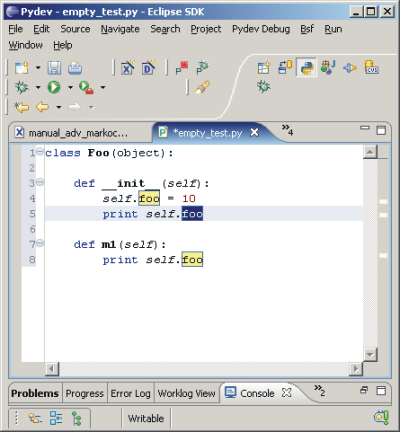 Pydev - empty_test.py - Eclipse SDK
File Edit Source Navigate Search Project Pydev Debug Bsf Run
Window Help
manual_adv_markoc... *empty_test.py »4
1 class Foo(object):
2
3 def __init__(self):
4 self.foo = 10
5 print self.foo
6
7 def m1(self):
8 print self.foo
Problems Progress Error Log Worklog View Console »2
Writable